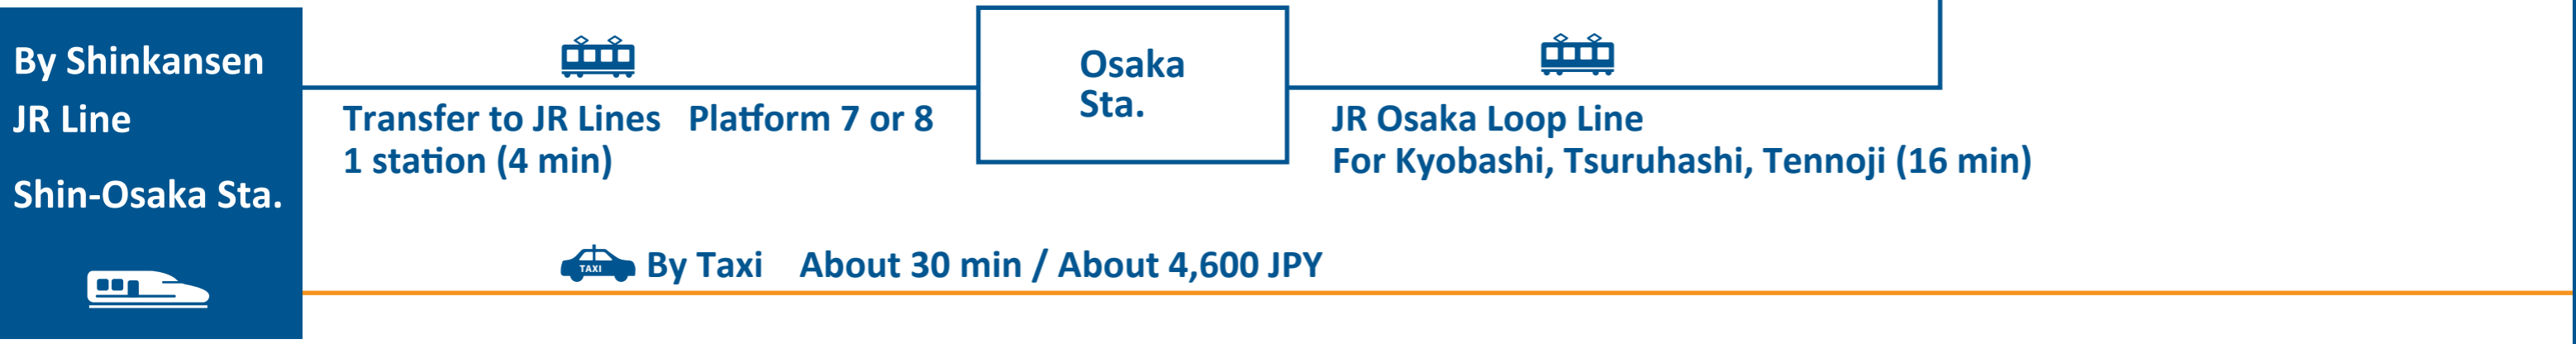 By Shinkansen
JR Line
Shin-Osaka Sta.
Transfer to JR Lines Platform 7 or 8
1 station (4 min)
Osaka
Sta.
JR Osaka Loop Line
For Kyobashi, Tsuruhashi, Tennoji (16 min)
TAXI
By Taxi About 30 min / About 4,600 JPY